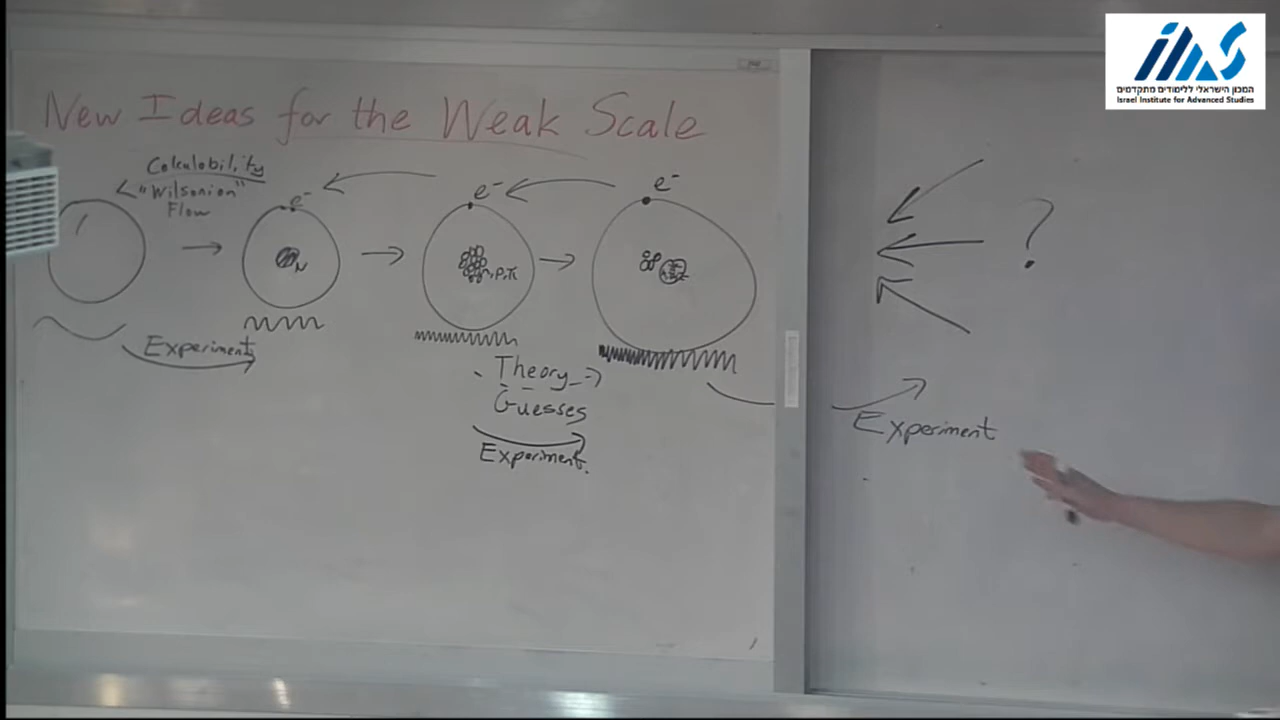 המכון הישראלי ללימודים מתקדמים
Israel Institute for Advanced Studies
New Ideas for the Weak Scale
Calculability
"Wilsonian"
Flow
e⁻
e⁻
e⁻
N
n,p,π
?
Experiment
Theory
Guesses
Experiment.
Experiment